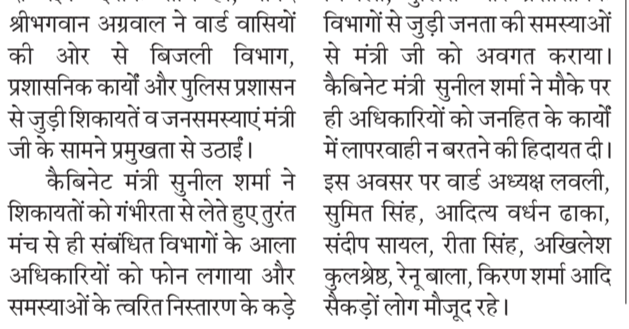 श्रीभगवान अग्रवाल ने वार्ड वासियों
की ओर से बिजली विभाग,
प्रशासनिक कार्यों और पुलिस प्रशासन
से जुड़ी शिकायतें व जनसमस्याएं मंत्री
जी के सामने प्रमुखता से उठाईं।
कैबिनेट मंत्री सुनील शर्मा ने
शिकायतों को गंभीरता से लेते हुए तुरंत
मंच से ही संबंधित विभागों के आला
अधिकारियों को फोन लगाया और
समस्याओं के त्वरित निस्तारण के कड़े
विभागों से जुड़ी जनता की समस्याओं
से मंत्री जी को अवगत कराया।
कैबिनेट मंत्री सुनील शर्मा ने मौके पर
ही अधिकारियों को जनहित के कार्यों
में लापरवाही न बरतने की हिदायत दी।
इस अवसर पर वार्ड अध्यक्ष लवली,
सुमित सिंह, आदित्य वर्धन ढाका,
संदीप सायल, रीता सिंह, अखिलेश
कुलश्रेष्ठ, रेनू बाला, किरण शर्मा आदि
सैकड़ों लोग मौजूद रहे।